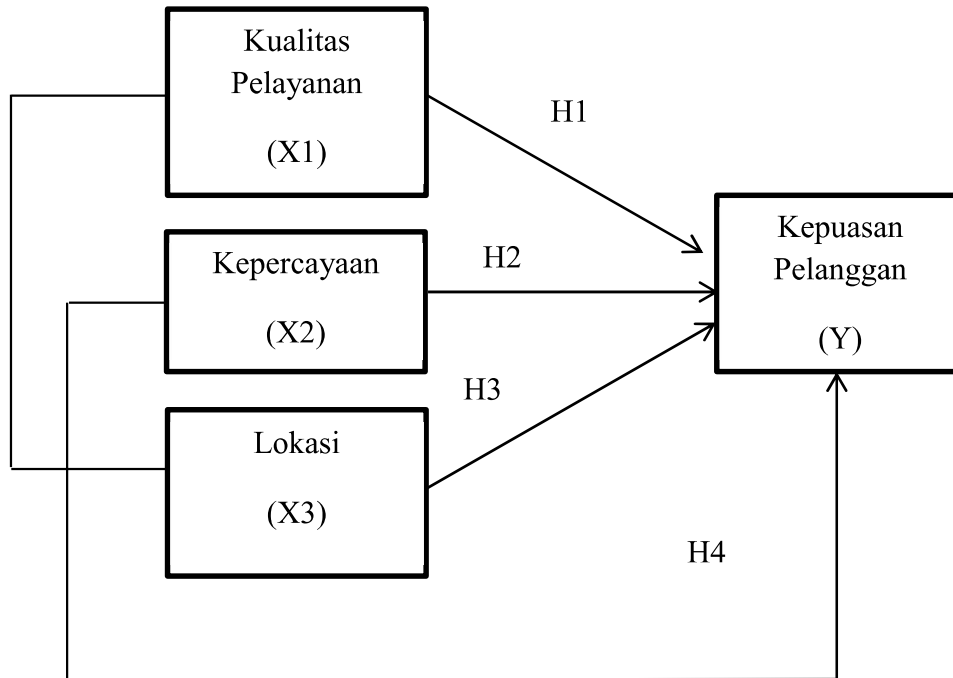 Kualitas
Pelayanan
(X1)
H1
Kepercayaan
(X2)
H2
Kepuasan
Pelanggan
(Y)
Lokasi
(X3)
H3
H4